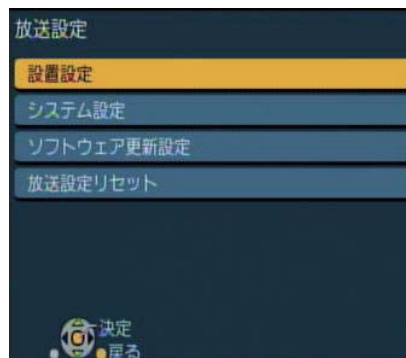 放送設定
設置設定
システム設定
ソフトウェア更新設定
放送設定リセット
決定
戻る